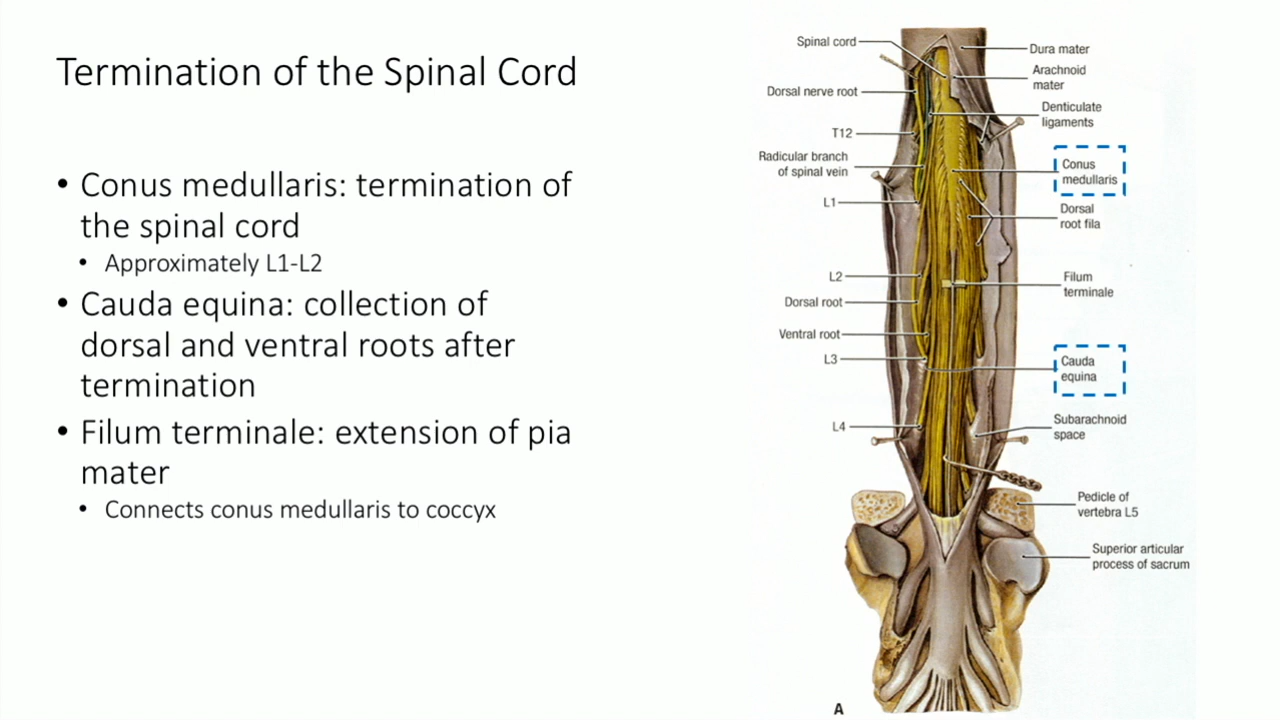 Termination of the Spinal Cord
• Conus medullaris: termination of
the spinal cord
• Approximately L1-L2
• Cauda equina: collection of
dorsal and ventral roots after
termination
• Filum terminale: extension of pia
mater
• Connects conus medullaris to coccyx
Spinal cord
Dorsal nerve root
T12
Radicular branch
of spinal vein
L1
L2
Dorsal root
Ventral root
L3
L4
Dura mater
Arachnoid
mater
Denticulate
ligaments
Conus
medullaris
Dorsal
root fila
Filum
terminale
Cauda
equina
Subarachnoid
space
Pedicle of
vertebra L5
Superior articular
process of sacrum
A